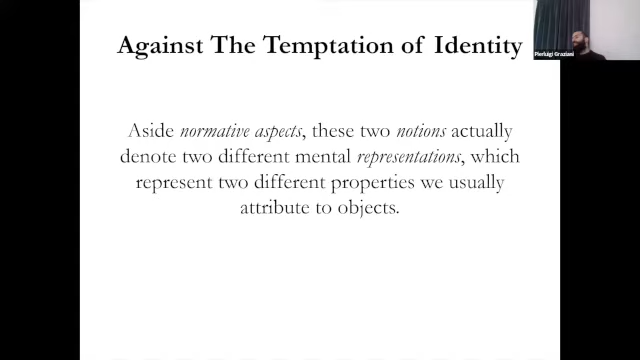 Against The Temptation of Identity
Pierluigi Graziani
Aside normative aspects, these two notions actually
denote two different mental representations, which
represent two different properties we usually
attribute to objects.